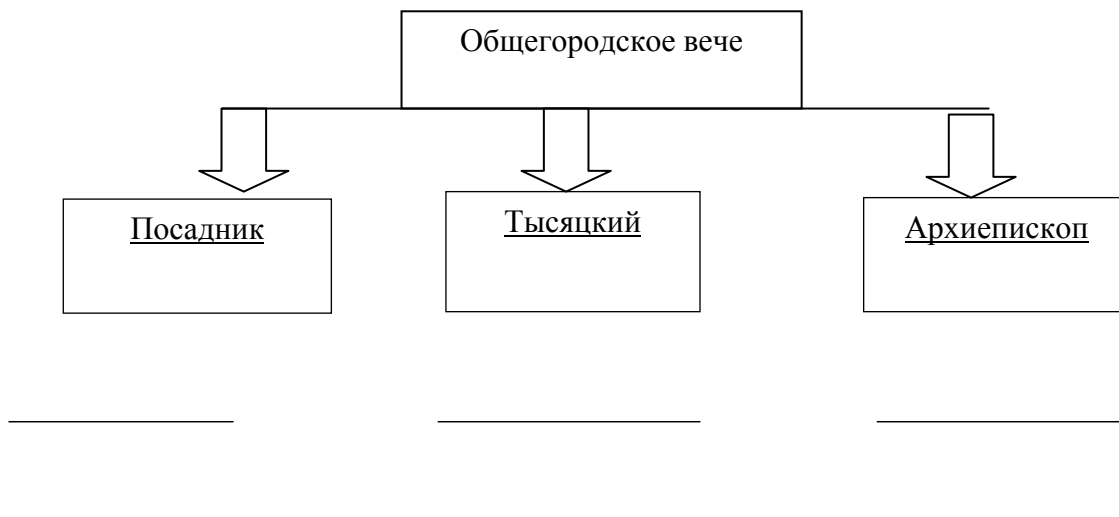 Общегородское вече
Посадник
Тысяцкий
Архиепископ